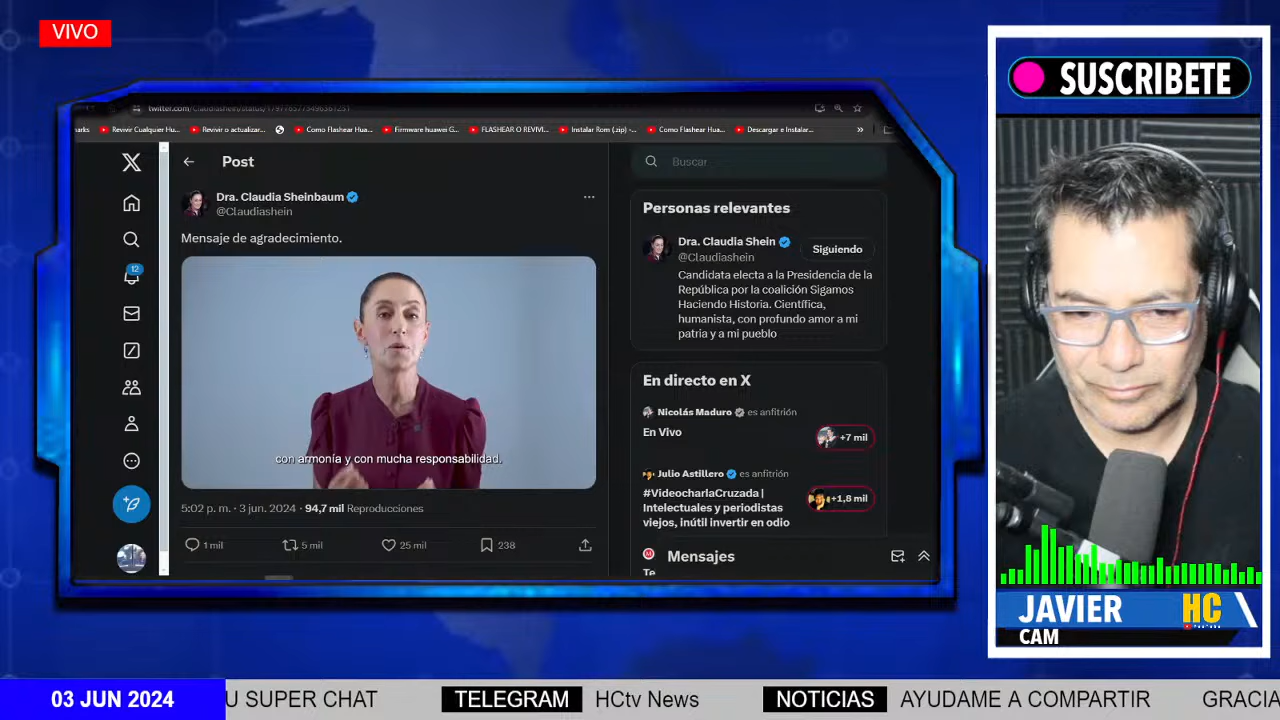 VIVO
SUSCRIBETE
twitter.com/Claudiashein/status/
Revivir Cualquier Hu...
Revivir o actualizar...
Como Flashear Hua...
Firmware huawei G...
FLASHEAR O REVIVI...
Instalar Rom (.zip) -...
Como Flashear Hua...
Descargar e Instalar...
Post
Buscar
Dra. Claudia Sheinbaum
@Claudiashein
Mensaje de agradecimiento.
con armonía y con mucha responsabilidad.
5:02 p. m. · 3 jun. 2024 · 94,7 mil Reproducciones
1 mil
5 mil
25 mil
238
12
Personas relevantes
Dra. Claudia Shein
@Claudiashein
Siguiendo
Candidata electa a la Presidencia de la
República por la coalición Sigamos
Haciendo Historia. Científica,
humanista, con profundo amor a mi
patria y a mi pueblo
En directo en X
Nicolás Maduro es anfitrión
En Vivo
+7 mil
Julio Astillero es anfitrión
#VideocharlaCruzada |
Intelectuales y periodistas
viejos, inútil invertir en odio
+1,8 mil
Mensajes
Te
JAVIER
HC
CAM
03 JUN 2024
U SUPER CHAT
TELEGRAM
HCtv News
NOTICIAS
AYUDAME A COMPARTIR
GRACIA